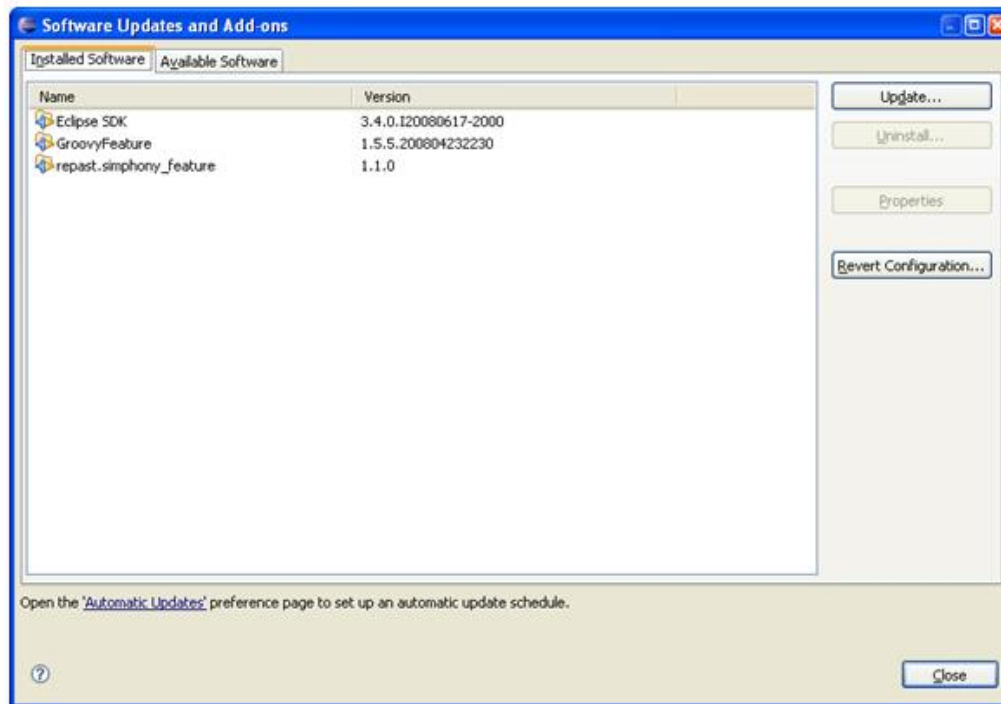 Software Updates and Add-ons
Installed Software
Available Software
Name Version
Eclipse SDK 3.4.0.I20080617-2000
GroovyFeature 1.5.5.200804232230
repast.simphony_feature 1.1.0
Update...
Uninstall...
Properties
Revert Configuration...
Open the 'Automatic Updates' preference page to set up an automatic update schedule.
?
Close